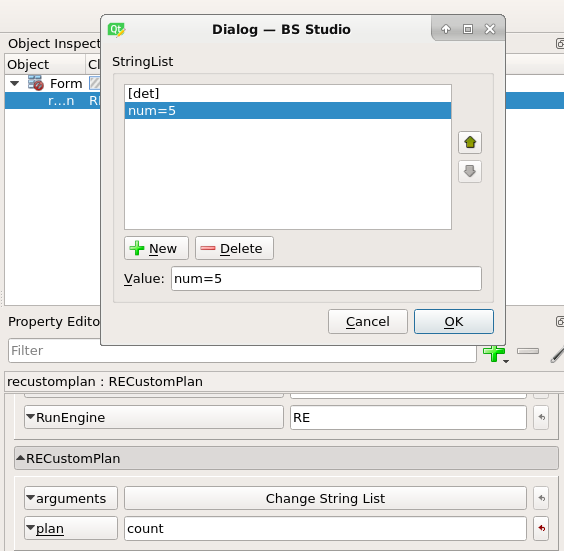 Dialog — BS Studio
Object Inspect
Object Cl
Form
r...n RE
StringList
[det]
num=5
New Delete
Value: num=5
Cancel OK
Property Edito
Filter
recustomplan : RECustomPlan
RunEngine RE
RECustomPlan
arguments Change String List
plan count